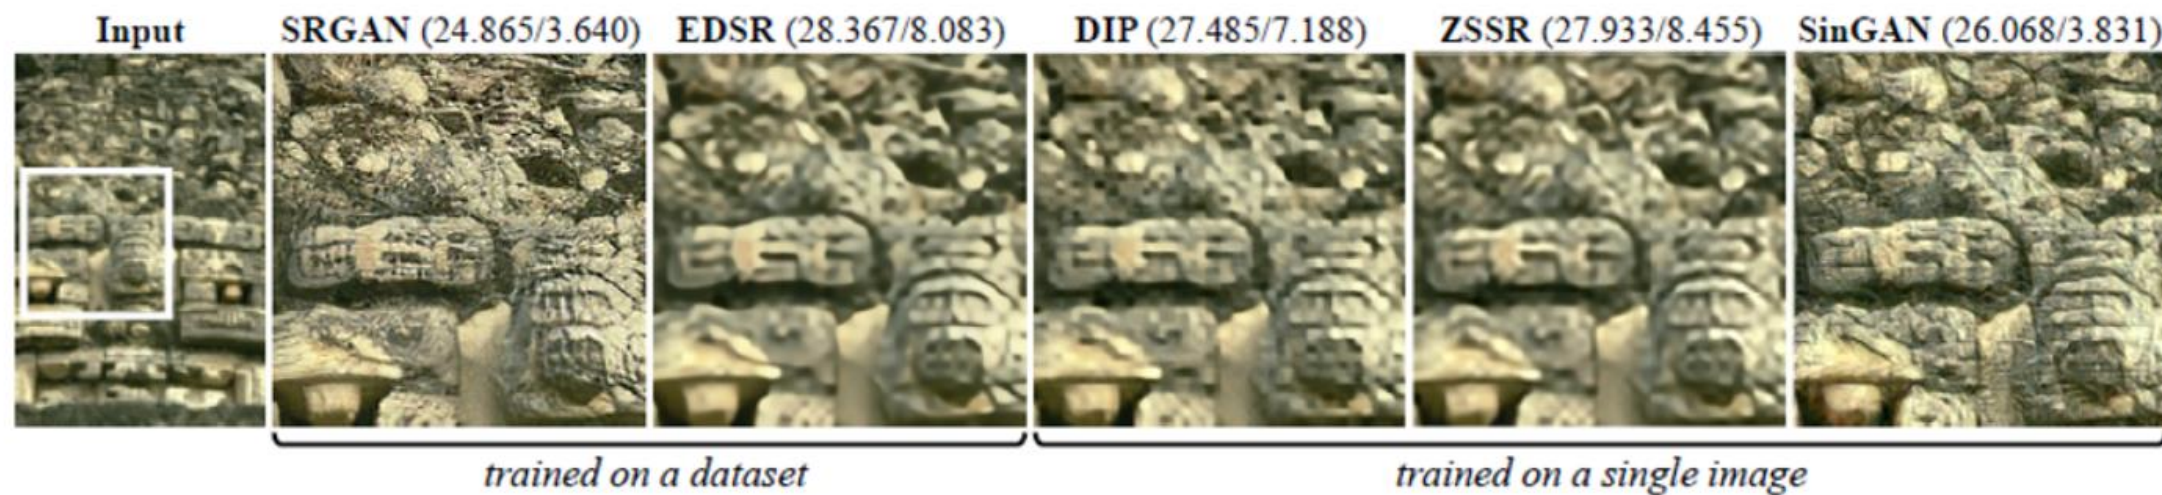 Input SRGAN (24.865/3.640) EDSR (28.367/8.083) DIP (27.485/7.188) ZSSR (27.933/8.455) SinGAN (26.068/3.831)
trained on a dataset trained on a single image